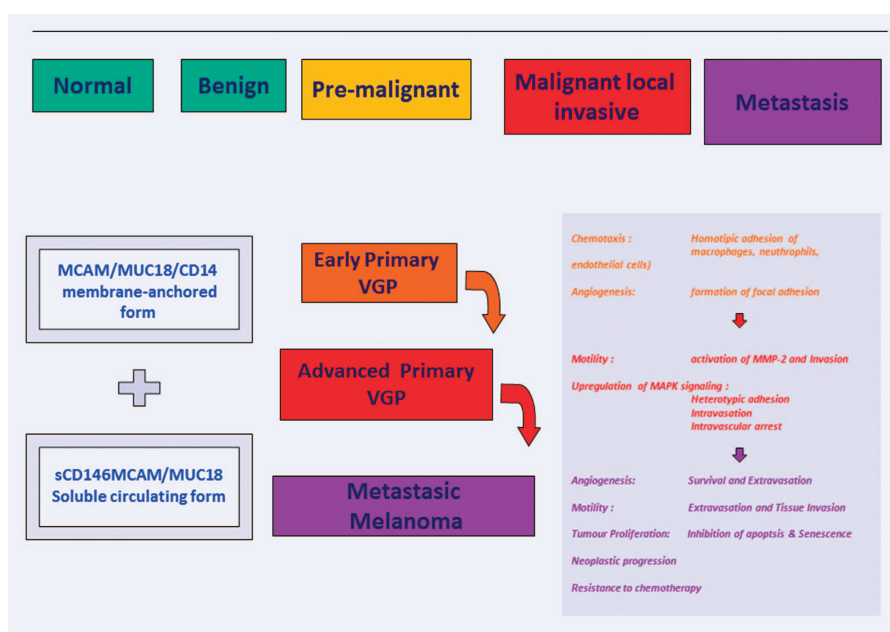 Normal
Benign
Pre-malignant
Malignant local
invasive
Metastasis
MCAM/MUC18/CD14
membrane-anchored
form
sCD146MCAM/MUC18
Soluble circulating form
Early Primary
VGP
Advanced Primary
VGP
Metastasic
Melanoma
Chemotaxis : Homotipic adhesion of
macrophages, neuthrophils,
endothelial cells)
Angiogenesis: formation of focal adhesion
Motility : activation of MMP-2 and Invasion
Upregulation of MAPK signaling :
Heterotypic adhesion
Intravasation
Intravascular arrest
Angiogenesis: Survival and Extravasation
Motility : Extravasation and Tissue Invasion
Tumour Proliferation: Inhibition of apoptsis & Senescence
Neoplastic progression
Resistance to chemotherapy